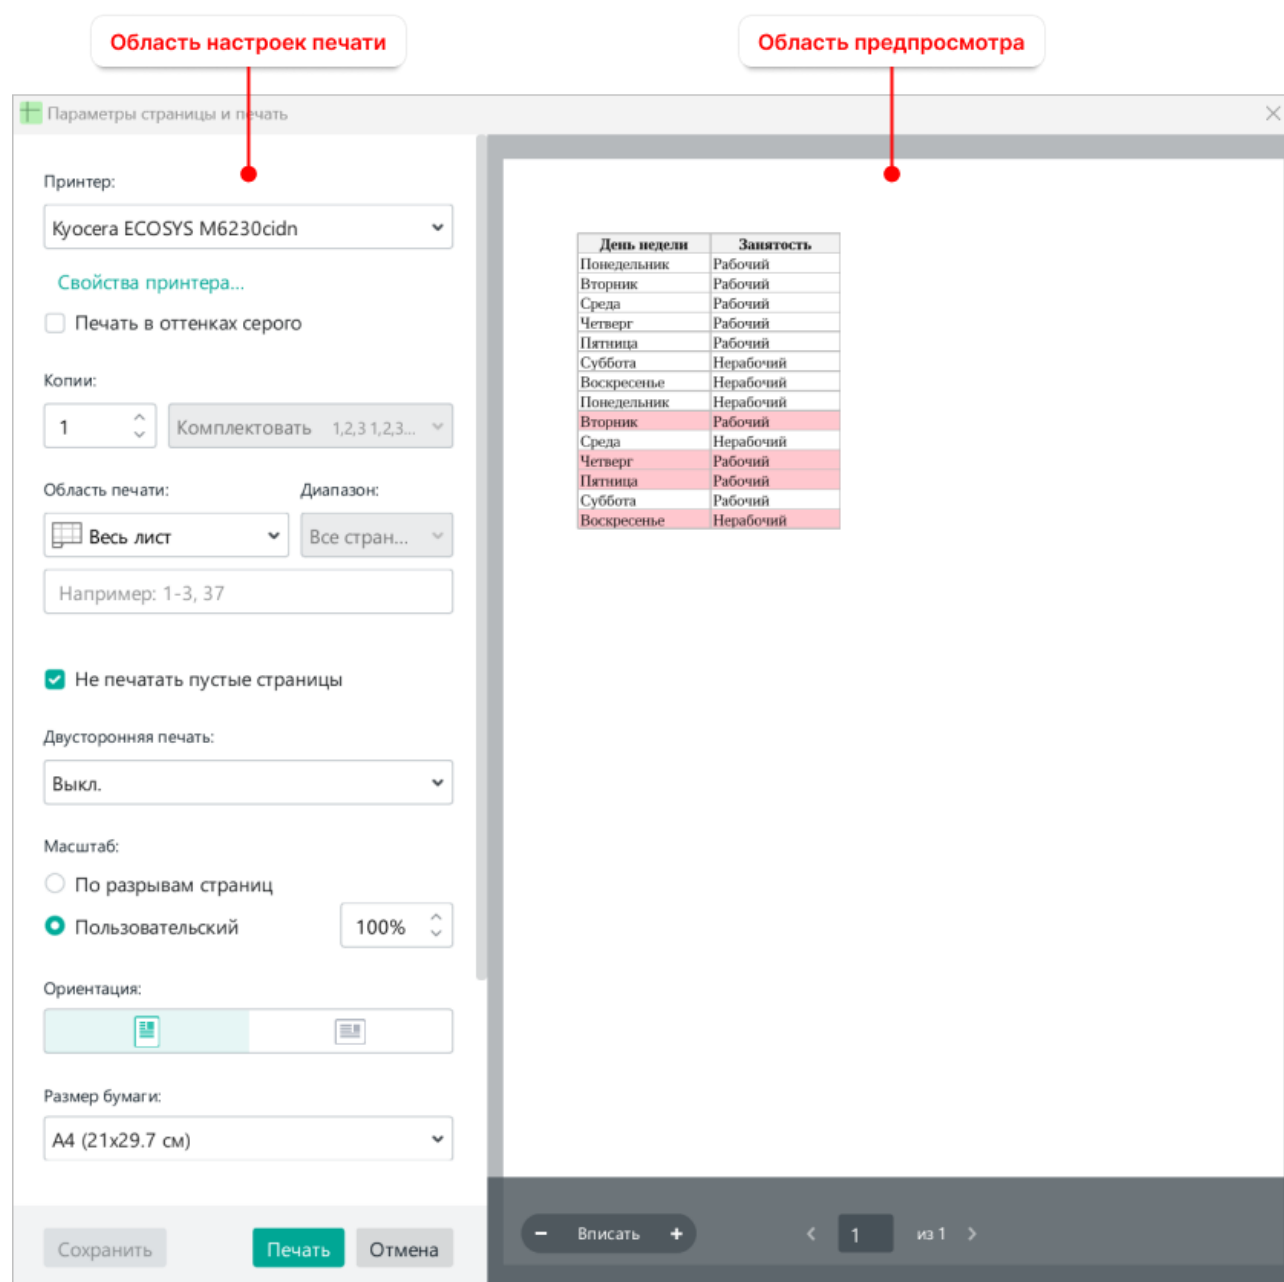 Область настроек печати
Область предпросмотра
Параметры страницы и печать
Принтер:
Kyocera ECOSYS M6230cidn
Свойства принтера...
Печать в оттенках серого
Копии:
1
Комплектовать 1,2,3 1,2,3...
Область печати: Диапазон:
Весь лист Все стран...
Например: 1-3, 37
Не печатать пустые страницы
Двусторонняя печать:
Выкл.
Масштаб:
По разрывам страниц
Пользовательский 100%
Ориентация:
Размер бумаги:
A4 (21x29.7 см)
Сохранить Печать Отмена
День недели Занятость
Понедельник Рабочий
Вторник Рабочий
Среда Рабочий
Четверг Рабочий
Пятница Рабочий
Суббота Нерабочий
Воскресенье Нерабочий
Понедельник Нерабочий
Вторник Рабочий
Среда Нерабочий
Четверг Рабочий
Пятница Рабочий
Суббота Рабочий
Воскресенье Нерабочий
− Вписать + 1 из 1